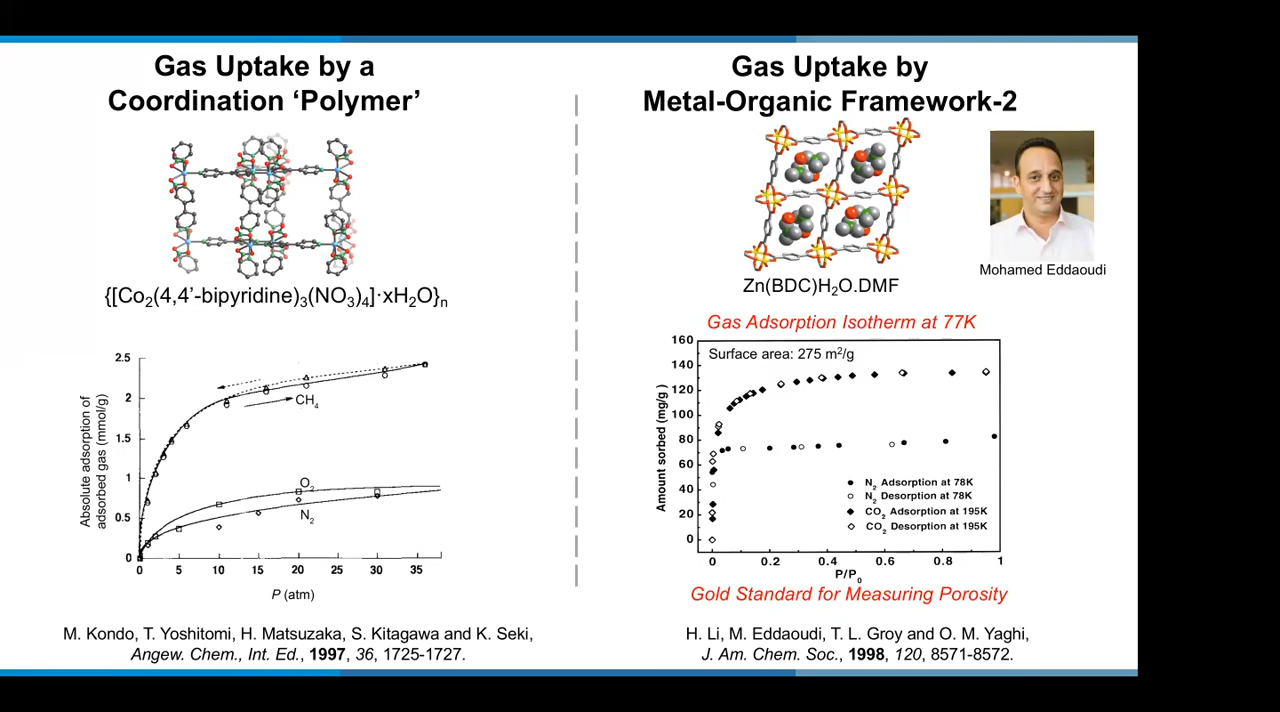 Gas Uptake by a
Coordination ‘Polymer’
{[Co2(4,4’-bipyridine)3(NO3)4]·xH2O}n
Absolute adsorption of
adsorbed gas (mmol/g)
2.5
2
1.5
1
0.5
0
CH4
O2
N2
0 5 10 15 20 25 30 35
P (atm)
M. Kondo, T. Yoshitomi, H. Matsuzaka, S. Kitagawa and K. Seki,
Angew. Chem., Int. Ed., 1997, 36, 1725-1727.
Gas Uptake by
Metal-Organic Framework-2
Mohamed Eddaoudi
Zn(BDC)H2O.DMF
Gas Adsorption Isotherm at 77K
Surface area: 275 m2/g
Amount sorbed (mg/g )
160
140
120
100
80
60
40
20
0
N2 Adsorption at 78K
N2 Desorption at 78K
CO2 Adsorption at 195K
CO2 Desorption at 195K
0 0.2 0.4 0.6 0.8 1
P/P0
Gold Standard for Measuring Porosity
H. Li, M. Eddaoudi, T. L. Groy and O. M. Yaghi,
J. Am. Chem. Soc., 1998, 120, 8571-8572.